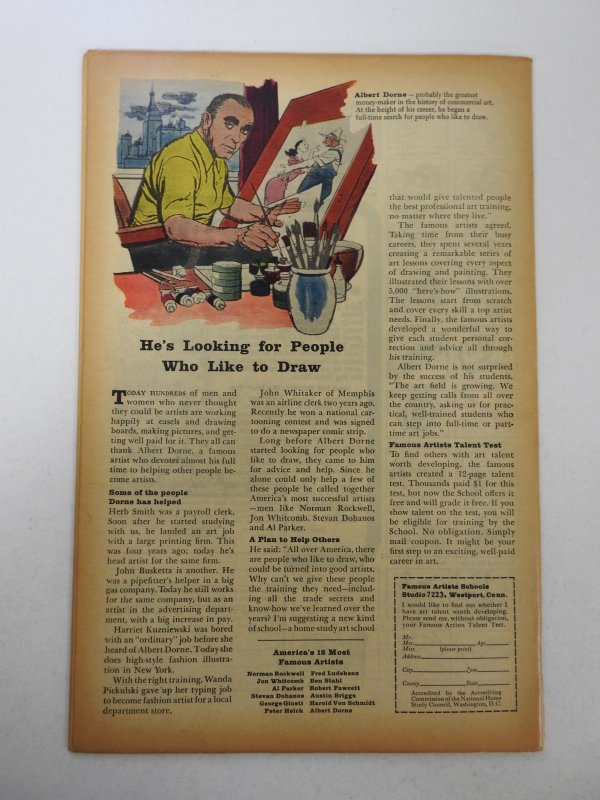 Albert Dorne — probably the greatest
money-maker in the history of commercial art.
At the height of his career, he began a
full-time search for people who like to draw.
He's Looking for People
Who Like to Draw
TODAY HUNDREDS of men and
women who never thought
they could be artists are working
happily at easels and drawing
boards, making pictures, and get-
ting well paid for it. They all can
thank Albert Dorne, a famous
artist who devotes almost his full
time to helping other people be-
come artists.
Some of the people
Dorne has helped
Herb Smith was a payroll clerk.
Soon after he started studying
with us, he landed an art job
with a large printing firm. This
was four years ago; today he's
head artist for the same firm.
John Busketta is another. He
was a pipefitter's helper in a big
gas company. Today he still works
for the same company, but as an
artist in the advertising depart-
ment, with a big increase in pay.
Harriet Kuzniewski was bored
with an "ordinary" job before she
heard of Albert Dorne. Today she
does high-style fashion illustra-
tion in New York.
With the right training, Wanda
Pickulski gave up her typing job
to become fashion artist for a local
department store.
John Whitaker of Memphis
was an airline clerk two years ago.
Recently he won a national car-
tooning contest and was signed
to do a newspaper comic strip.
Long before Albert Dorne
started looking for people who
like to draw, they came to him
for advice and help. Since he
alone could help only a few of
these people he called together
America's most successful artists
—men like Norman Rockwell,
Jon Whitcomb, Stevan Dohanos
and Al Parker.
A Plan to Help Others
He said: "All over America, there
are people who like to draw, who
could be turned into good artists.
Why can't we give these people
the training they need—includ-
ing all the trade secrets and
know-how we've learned over the
years? I'm suggesting a new kind
of school—a home-study art school
America's 12 Most
Famous Artists
Norman Rockwell Fred Ludekens
Jon Whitcomb Ben Stahl
Al Parker Robert Fawcett
Stevan Dohanos Austin Briggs
George Giusti Harold Von Schmidt
Peter Helck Albert Dorne
that would give talented people
the best professional art training,
no matter where they live."
The famous artists agreed.
Taking time from their busy
careers, they spent several years
creating a remarkable series of
art lessons covering every aspect
of drawing and painting. They
illustrated their lessons with over
5,000 "here's-how" illustrations.
The lessons start from scratch
and cover every skill a top artist
needs. Finally, the famous artists
developed a wonderful way to
give each student personal cor-
rection and advice all through
his training.
Albert Dorne is not surprised
by the success of his students.
"The art field is growing. We
keep getting calls from all over
the country, asking us for prac-
tical, well-trained students who
can step into full-time or part-
time art jobs."
Famous Artists Talent Test
To find others with art talent
worth developing, the famous
artists created a 12-page talent
test. Thousands paid $1 for this
test, but now the School offers it
free and will grade it free. If you
show talent on the test, you will
be eligible for training by the
School. No obligation. Simply
mail coupon. It might be your
first step to an exciting, well-paid
career in art.
Famous Artists Schools
Studio 7223, Westport, Conn.
I would like to find out whether I
have art talent worth developing.
Please send me, without obligation,
your Famous Artists Talent Test.
Mr.
Mrs. Age
Miss (please print)
Address
City Zone
County State
Accredited by the Accrediting
Commission of the National Home
Study Council, Washington, D.C.